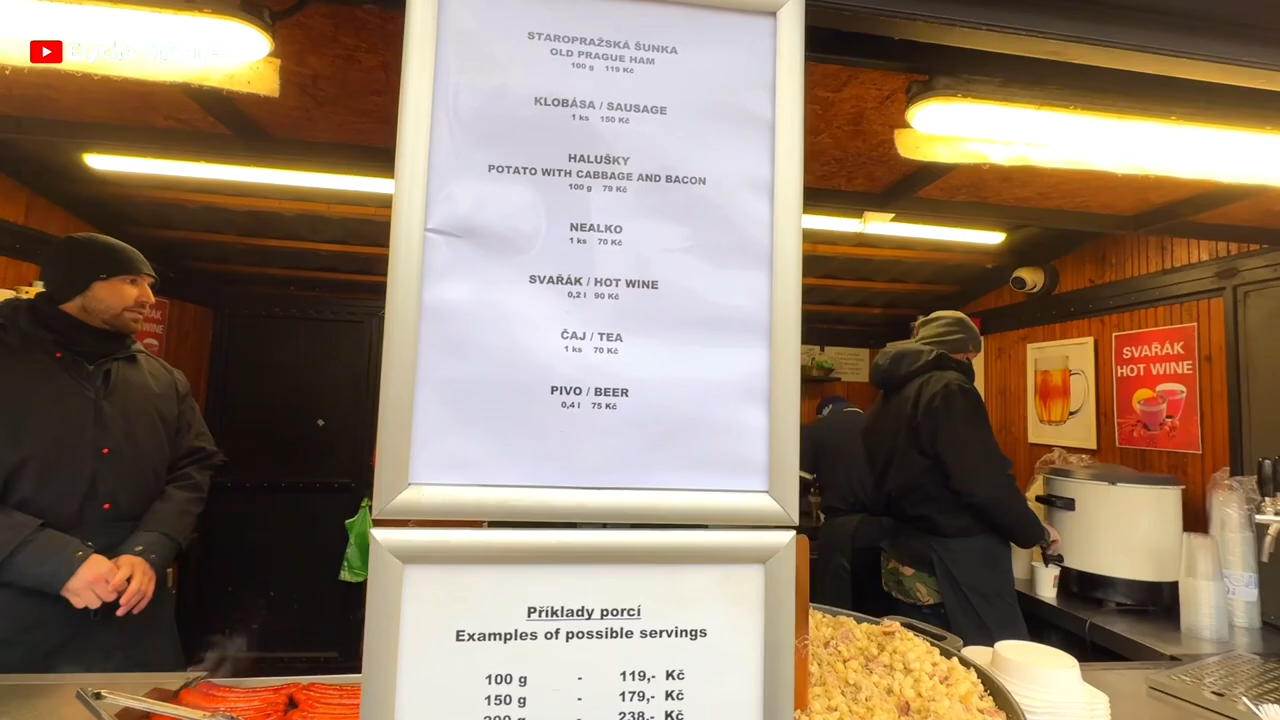 STAROPRAŽSKÁ ŠUNKA
OLD PRAGUE HAM
100 g 119 Kč
KLOBÁSA / SAUSAGE
1 ks 150 Kč
HALUŠKY
POTATO WITH CABBAGE AND BACON
100 g 79 Kč
NEALKO
1 ks 70 Kč
SVAŘÁK / HOT WINE
0,2 l 90 Kč
ČAJ / TEA
1 ks 70 Kč
PIVO / BEER
0,4 l 75 Kč
Příklady porcí
Examples of possible servings
100 g - 119,- Kč
150 g - 179,- Kč
200 g - 238,- Kč
WINE
SVAŘÁK
HOT WINE